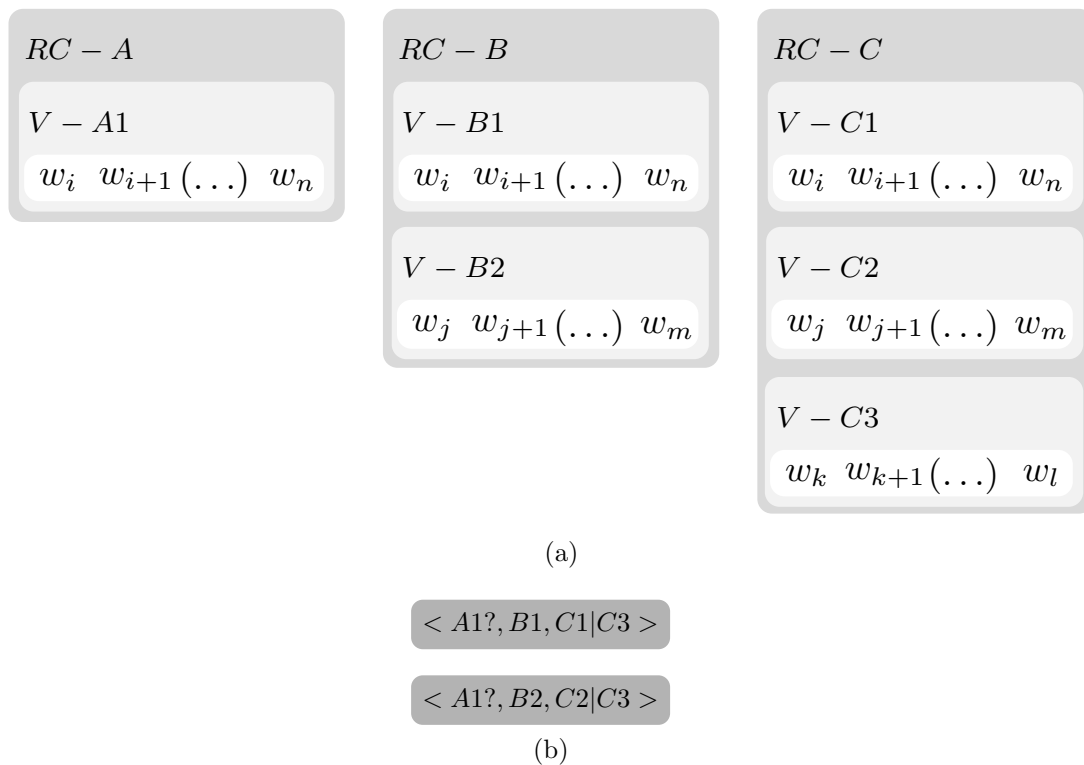 RC − A
V − A1
w_i w_{i+1} (...) w_n
RC − B
V − B1
w_i w_{i+1} (...) w_n
V − B2
w_j w_{j+1} (...) w_m
RC − C
V − C1
w_i w_{i+1} (...) w_n
V − C2
w_j w_{j+1} (...) w_m
V − C3
w_k w_{k+1} (...) w_l
(a)
< A1?, B1, C1|C3 >
< A1?, B2, C2|C3 >
(b)